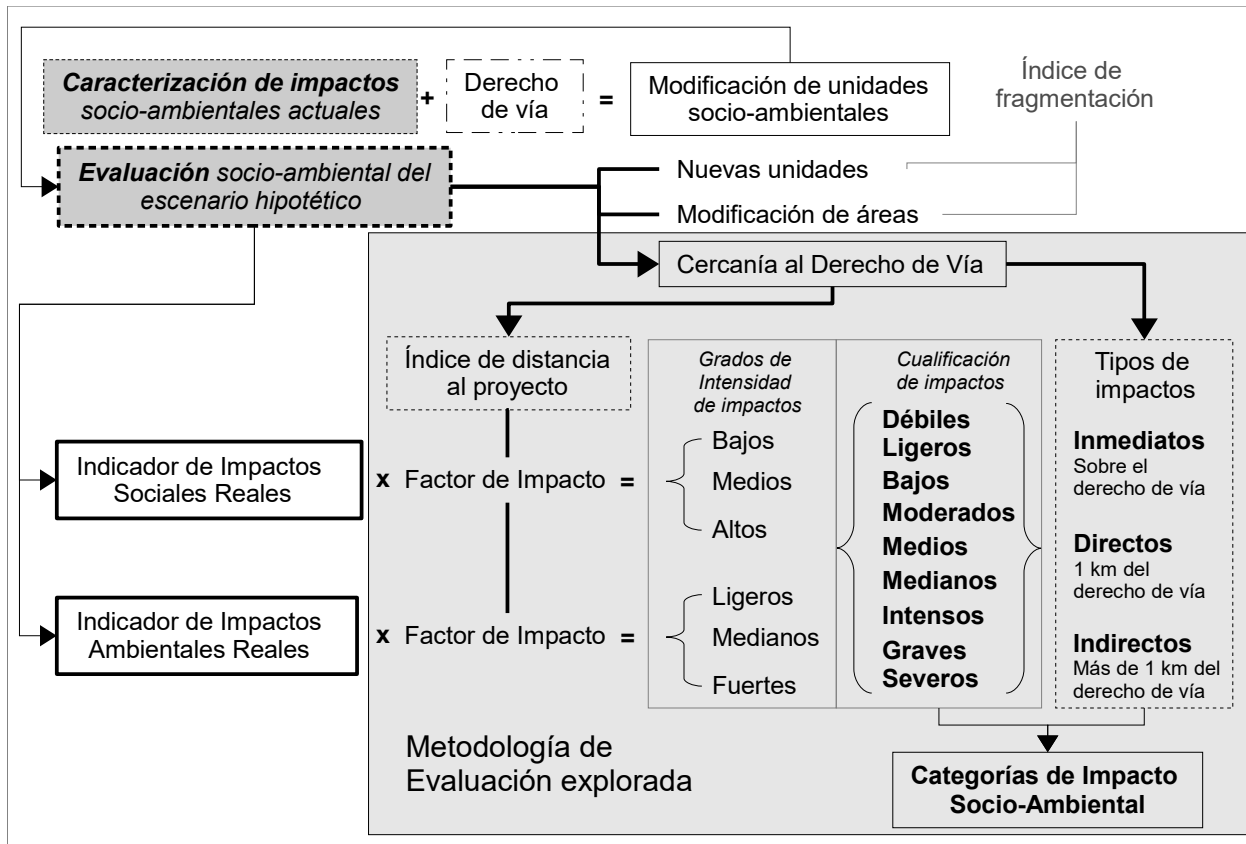 Caracterización de impactos
socio-ambientales actuales
+
Derecho
de vía
=
Modificación de unidades
socio-ambientales
Índice de
fragmentación
Evaluación socio-ambiental del
escenario hipotético
Nuevas unidades
Modificación de áreas
Cercanía al Derecho de Vía
Índice de distancia
al proyecto
Grados de
Intensidad
de impactos
Cualificación
de impactos
Tipos de
impactos
Indicador de Impactos
Sociales Reales
x Factor de Impacto =
Bajos
Medios
Altos
Indicador de Impactos
Ambientales Reales
x Factor de Impacto =
Ligeros
Medianos
Fuertes
Débiles
Ligeros
Bajos
Moderados
Medios
Medianos
Intensos
Graves
Severos
Inmediatos
Sobre el
derecho de vía
Directos
1 km del
derecho de vía
Indirectos
Más de 1 km del
derecho de vía
Metodología de
Evaluación explorada
Categorías de Impacto
Socio-Ambiental